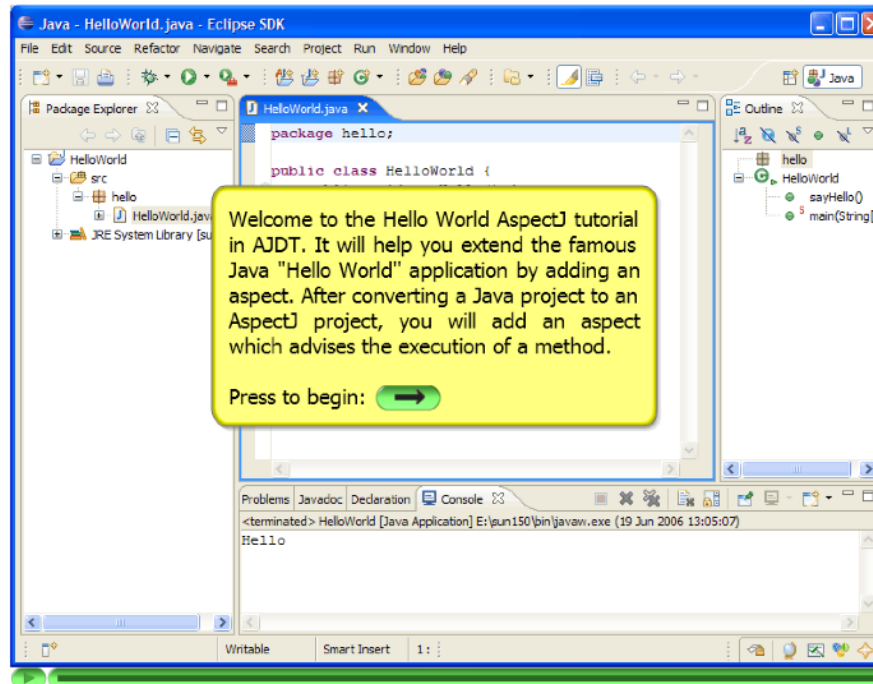 Java - HelloWorld.java - Eclipse SDK
File Edit Source Refactor Navigate Search Project Run Window Help
Java
Package Explorer
HelloWorld
src
hello
HelloWorld.java
JRE System Library [su
HelloWorld.java
package hello;
public class HelloWorld {
Welcome to the Hello World AspectJ tutorial
in AJDT. It will help you extend the famous
Java "Hello World" application by adding an
aspect. After converting a Java project to an
AspectJ project, you will add an aspect
which advises the execution of a method.
Press to begin:
Outline
hello
HelloWorld
sayHello()
main(String[
Problems Javadoc Declaration Console
<terminated> HelloWorld [Java Application] E:\sun150\bin\javaw.exe (19 Jun 2006 13:05:07)
Hello
Writable Smart Insert 1 :